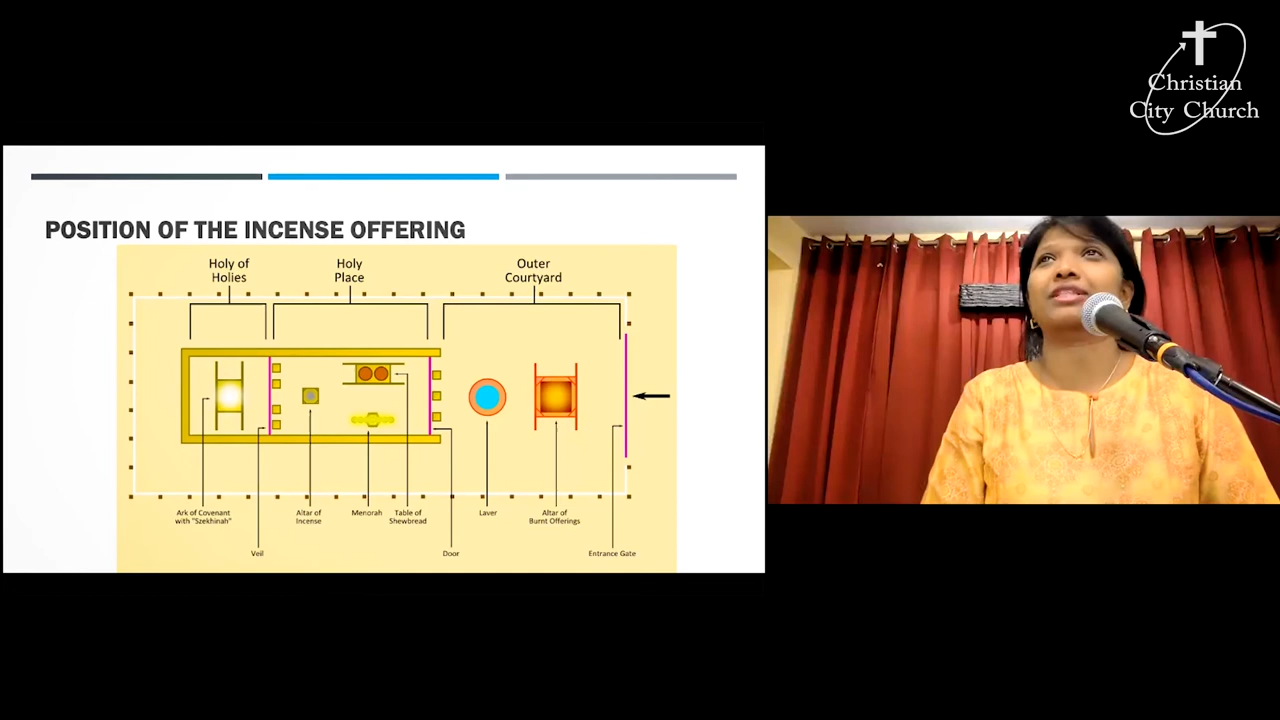 Christian
City Church
POSITION OF THE INCENSE OFFERING
Holy of
Holies
Holy
Place
Outer
Courtyard
Ark of Covenant
with "Szekhinah"
Altar of
Incense
Menorah
Table of
Shewbread
Laver
Altar of
Burnt Offerings
Veil
Door
Entrance Gate